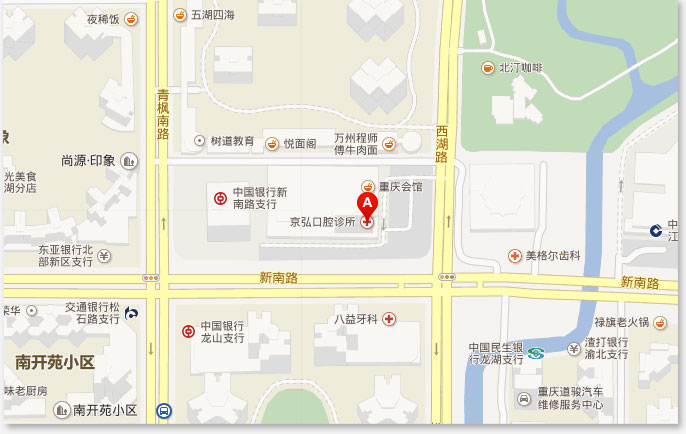 夜稀饭
五湖四海
北汀咖啡
青枫南路
西湖路
树道教育
悦面阁
万州程师
傅牛肉面
象
尚源·印象
光美食
湖分店
中国银行新
南路支行
重庆会馆
A
京弘口腔诊所
东亚银行北
部新区支行
美格尔齿科
中
江
新南路
新南路
荣华
交通银行松
石路支行
中国银行
龙山支行
八益牙科
禄旗老火锅
中国民生银
行龙湖支行
渣打银行
渝北支行
南开苑小区
味老厨房
南开苑小区
重庆道骏汽车
维修服务中心